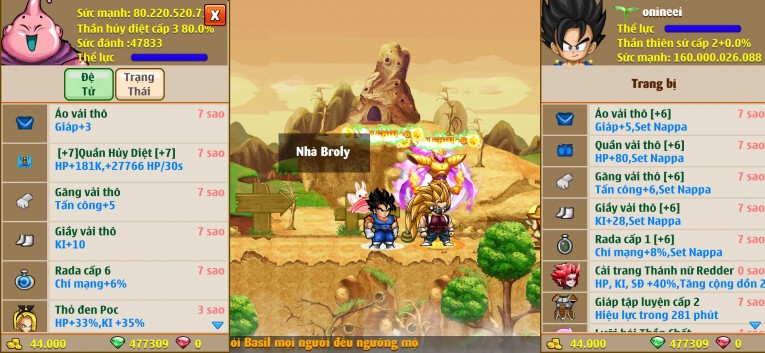 Sức mạnh: 80.220.520.7
Thần hủy diệt cấp 3 80.0%
Sức đánh :47833
Thể lực
X
Đệ Tử
Trạng Thái
Áo vải thô 7 sao
Giáp+3
[+7]Quần Hủy Diệt [+7] 7 sao
HP+181K,+27766 HP/30s
Găng vải thô 7 sao
Tấn công+5
Giầy vải thô 7 sao
KI+10
Rada cấp 6 7 sao
Chí mạng+6%
Thỏ đen Poc 3 sao
HP+33%,KI +35%
44.000 477309 0
Nhà Broly
ỏi Basil mọi người đều ngưỡng mộ
onineei
Thể lực
Thần thiên sứ cấp 2+0.0%
Sức mạnh: 160.000.026.088
Trang bị
Áo vải thô [+6] 7 sao
Giáp+5,Set Nappa
Quần vải thô [+6] 7 sao
HP+80,Set Nappa
Găng vải thô [+6] 7 sao
Tấn công+6,Set Nappa
Giầy vải thô [+6] 7 sao
KI+28,Set Nappa
Rada cấp 1 [+6] 7 sao
Chí mạng+8%,Set Nappa
Cải trang Thánh nữ Redder 0 sao
HP, KI, SĐ +40%,Tăng cộng dồn 2
Giáp tập luyện cấp 2 0 sao
Hiệu lực trong 281 phút
44.000 477309 0